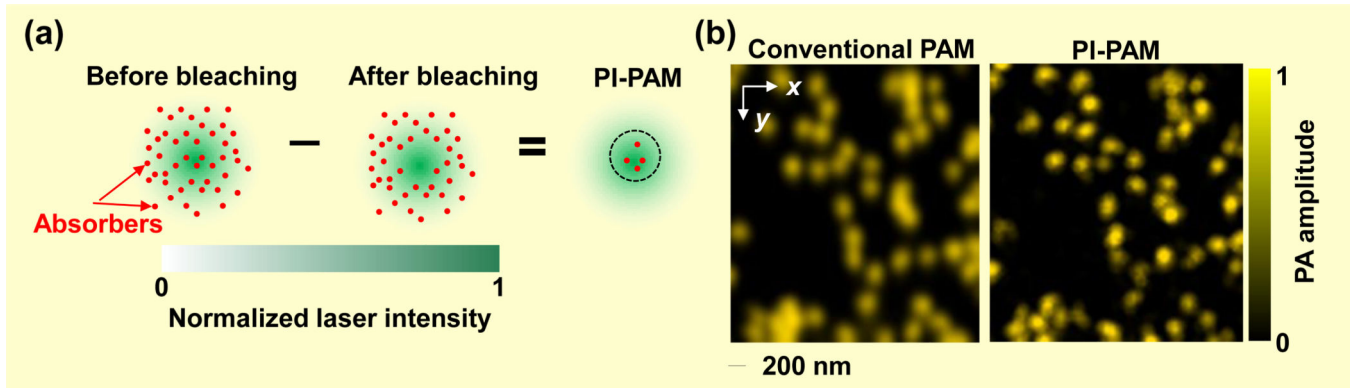 (a)
Before bleaching
After bleaching
PI-PAM
Absorbers
0
1
Normalized laser intensity
(b)
Conventional PAM
PI-PAM
x
y
1
PA amplitude
0
200 nm